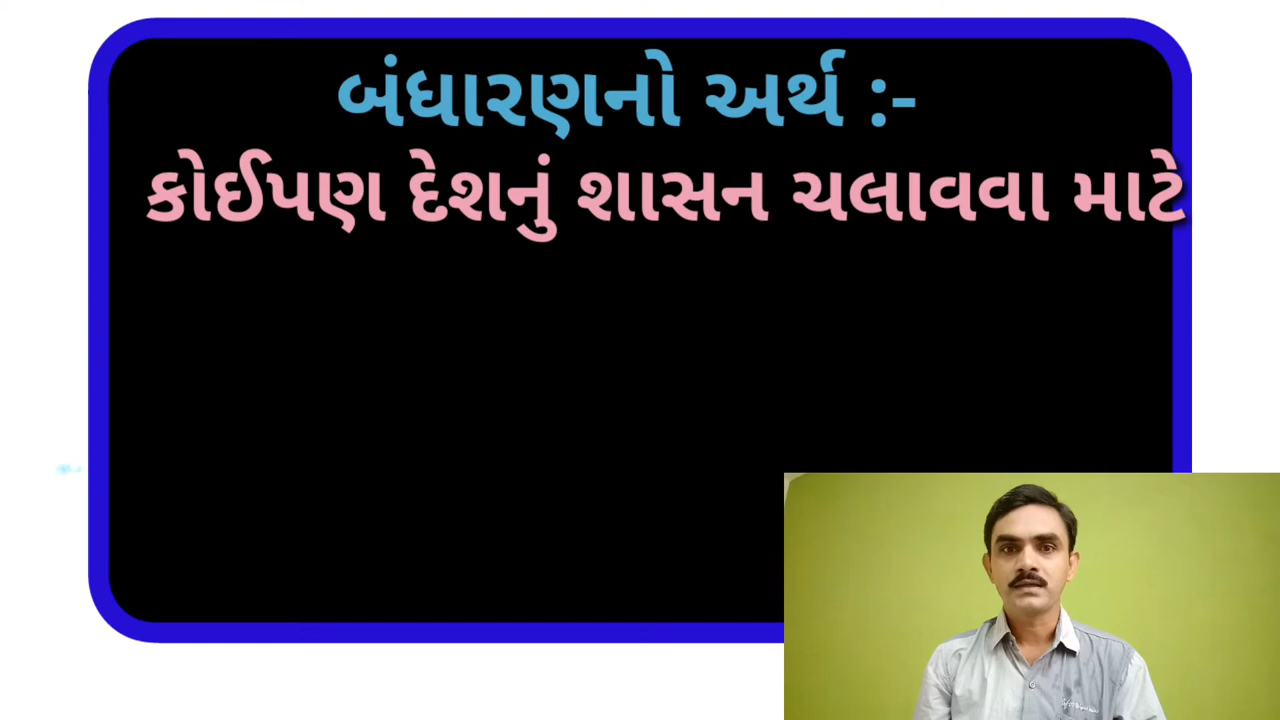 બંધારણનો અર્થ :-
કોઈપણ દેશનું શાસન ચલાવવા માટે